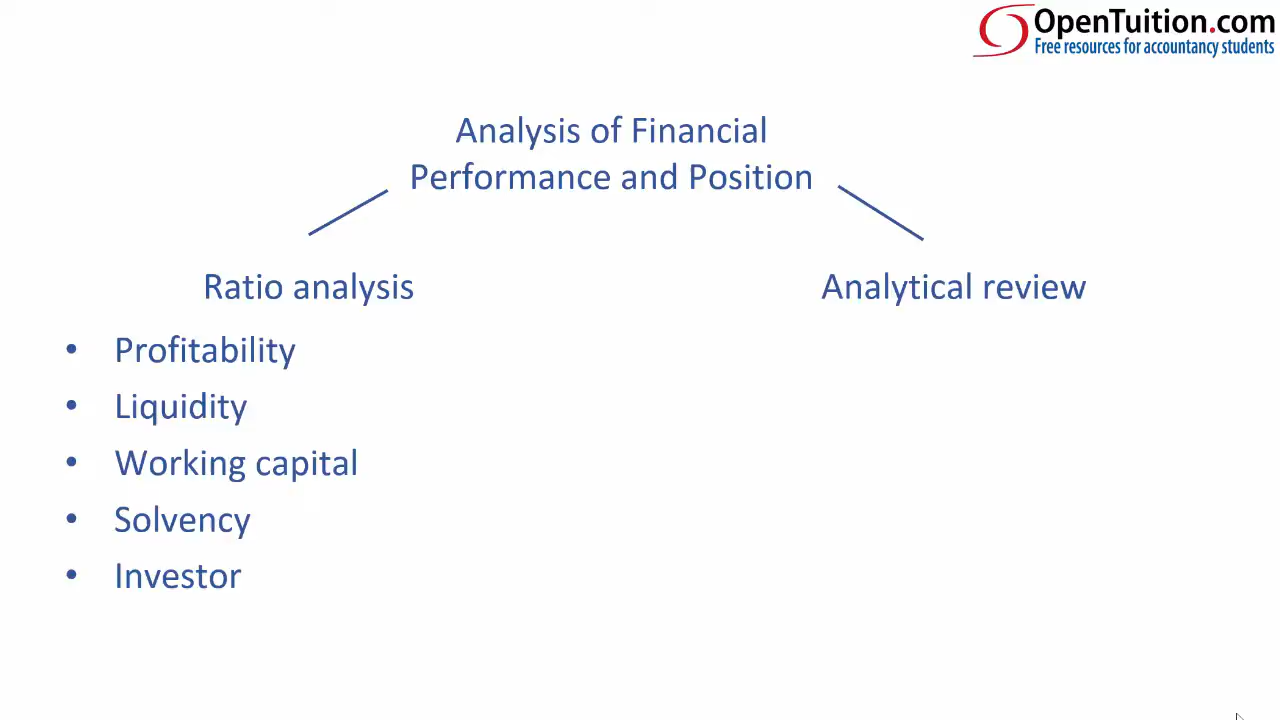 OpenTuition.com
Free resources for accountancy students
Analysis of Financial
Performance and Position
Ratio analysis
Analytical review
• Profitability
• Liquidity
• Working capital
• Solvency
• Investor